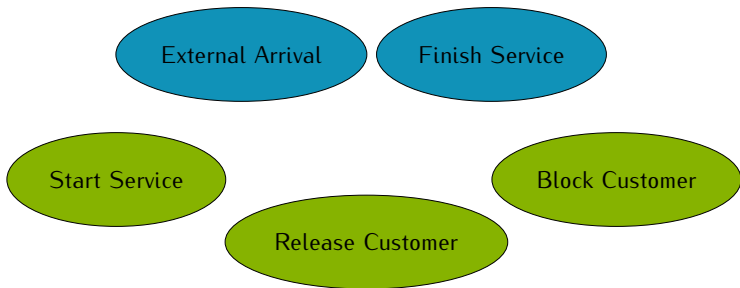 External Arrival
Finish Service
Start Service
Block Customer
Release Customer